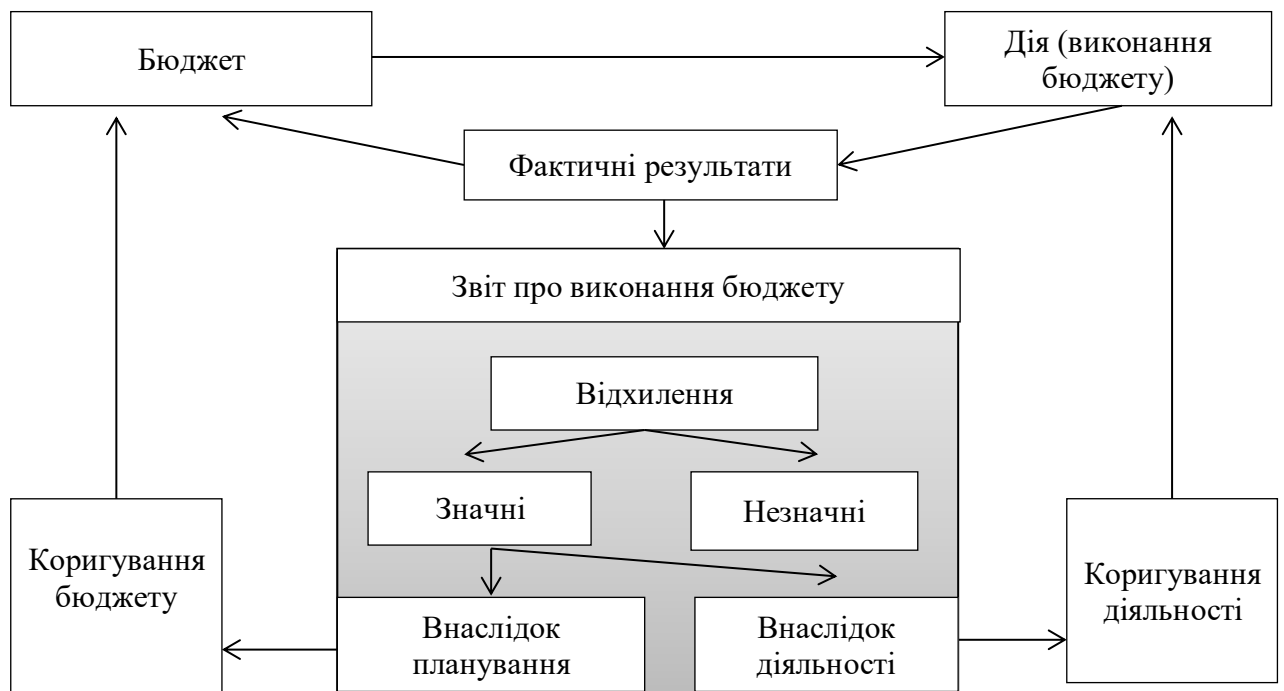 Бюджет
Дія (виконання
бюджету)
Фактичні результати
Звіт про виконання бюджету
Відхилення
Значні
Незначні
Коригування
бюджету
Коригування
діяльності
Внаслідок
планування
Внаслідок
діяльності